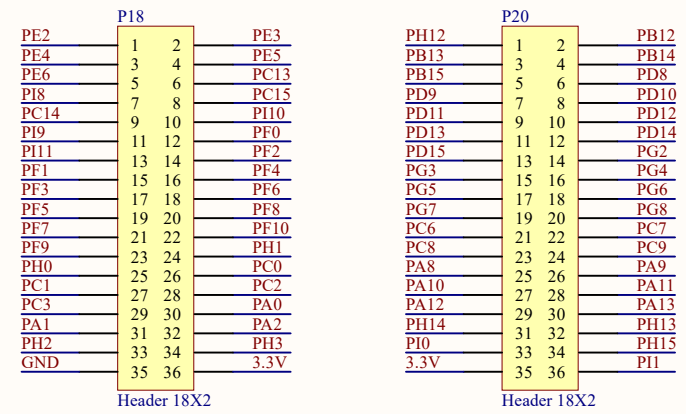 P18 P20
PE2 1 2 PE3 PH12 1 2 PB12
PE4 3 4 PE5 PB13 3 4 PB14
PE6 5 6 PC13 PB15 5 6 PD8
PI8 7 8 PC15 PD9 7 8 PD10
PC14 9 10 PI10 PD11 9 10 PD12
PI9 11 12 PF0 PD13 11 12 PD14
PI11 13 14 PF2 PD15 13 14 PG2
PF1 15 16 PF4 PG3 15 16 PG4
PF3 17 18 PF6 PG5 17 18 PG6
PF5 19 20 PF8 PG7 19 20 PG8
PF7 21 22 PF10 PC6 21 22 PC7
PF9 23 24 PH1 PC8 23 24 PC9
PH0 25 26 PC0 PA8 25 26 PA9
PC1 27 28 PC2 PA10 27 28 PA11
PC3 29 30 PA0 PA12 29 30 PA13
PA1 31 32 PA2 PH14 31 32 PH13
PH2 33 34 PH3 PI0 33 34 PH15
GND 35 36 3.3V 3.3V 35 36 PI1
Header 18X2 Header 18X2